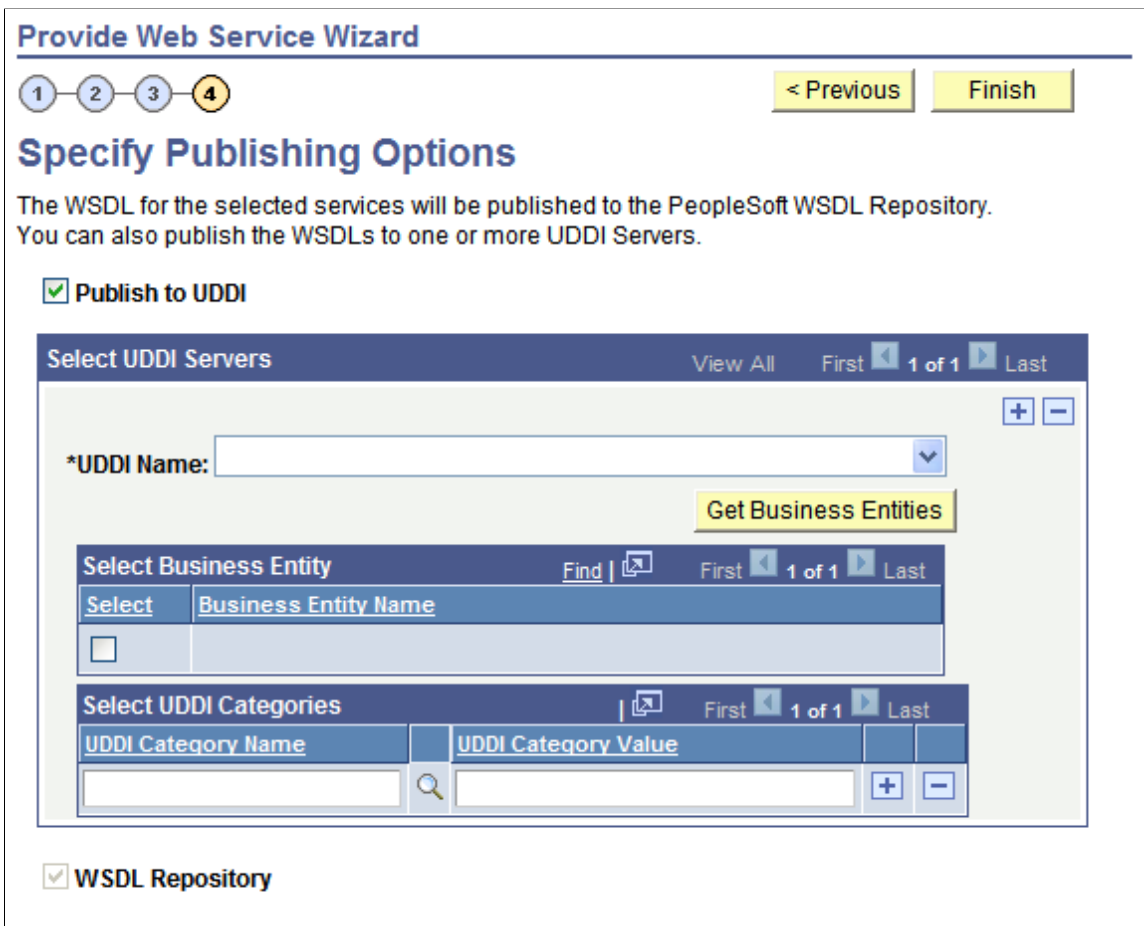 Provide Web Service Wizard
1 2 3 4 < Previous Finish
Specify Publishing Options
The WSDL for the selected services will be published to the PeopleSoft WSDL Repository.
You can also publish the WSDLs to one or more UDDI Servers.
Publish to UDDI
Select UDDI Servers View All First 1 of 1 Last
*UDDI Name:
Get Business Entities
Select Business Entity Find | First 1 of 1 Last
Select Business Entity Name
Select UDDI Categories | First 1 of 1 Last
UDDI Category Name UDDI Category Value
WSDL Repository